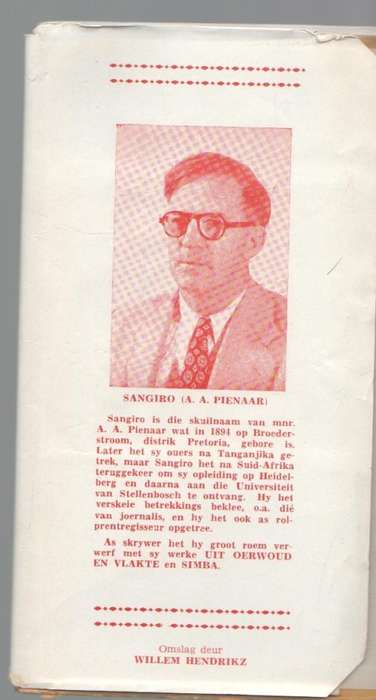 SANGIRO (A. A. PIENAAR)
Sangiro is die skuilnaam van mnr.
A. A. Pienaar wat in 1894 op Broeder-
stroom, distrik Pretoria, gebore is.
Later het sy ouers na Tanganjika ge-
trek, maar Sangiro het na Suid-Afrika
teruggekeer om sy opleiding op Heidel-
berg en daarna aan die Universiteit
van Stellenbosch te ontvang. Hy het
verskeie betrekkings beklee, o.a. dié
van joernalis, en hy het ook as rol-
prentregisseur opgetree.
As skrywer het hy groot roem ver-
werf met sy werke UIT OERWOUD
EN VLAKTE en SIMBA.
Omslag deur
WILLEM HENDRIKZ